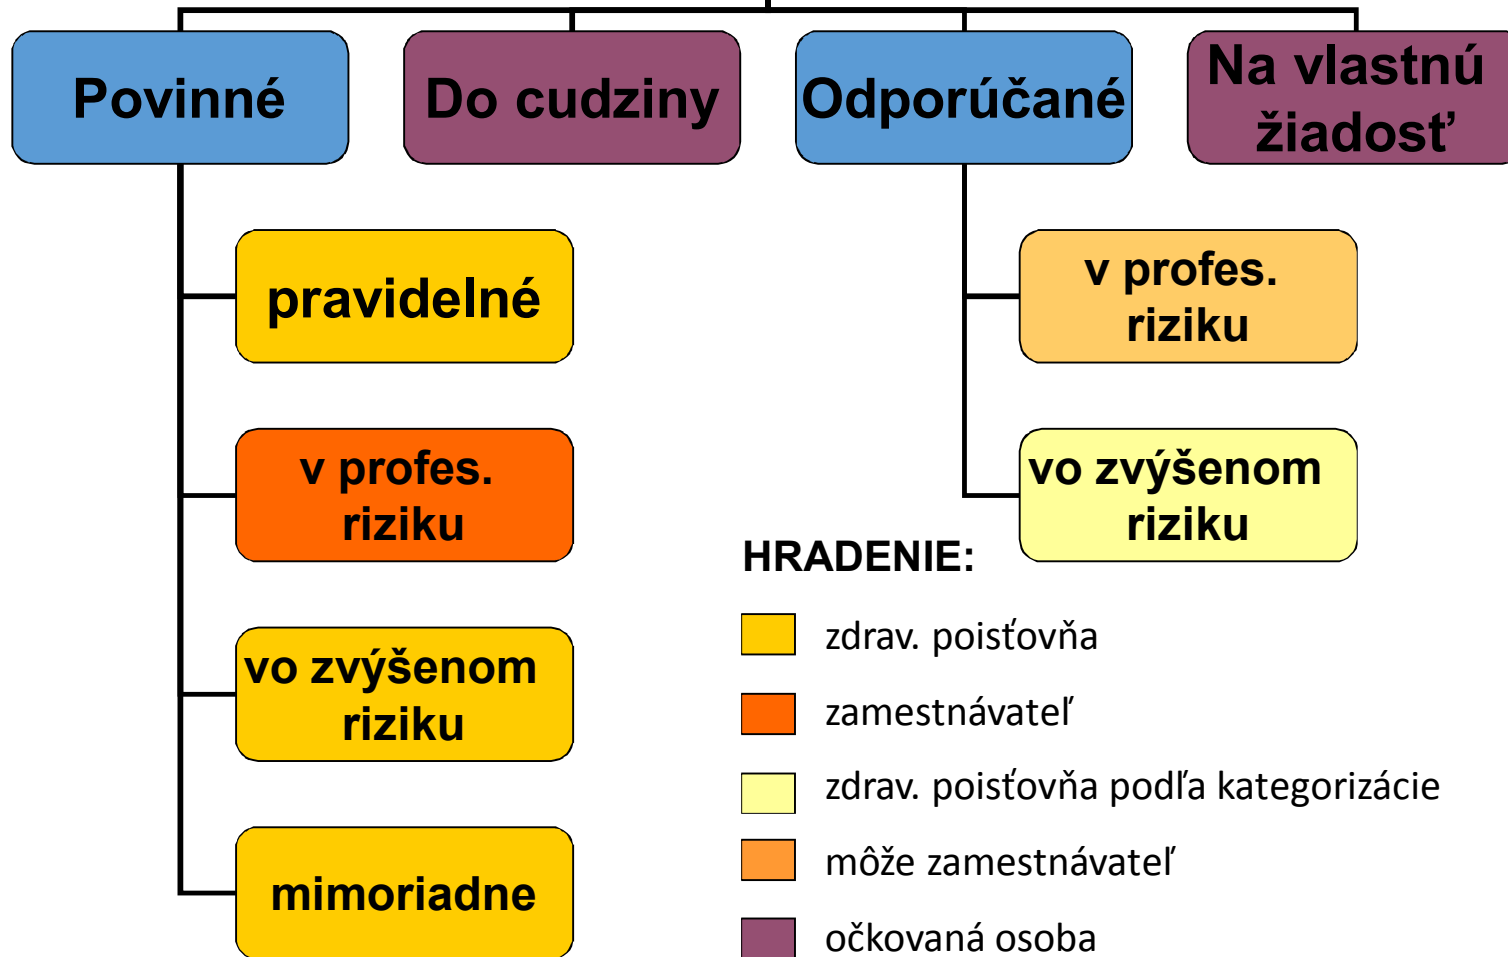 Povinné
Do cudziny
Odporúčané
Na vlastnú
žiadosť
pravidelné
v profes.
riziku
vo zvýšenom
riziku
mimoriadne
v profes.
riziku
vo zvýšenom
riziku
HRADENIE:
zdrav. poisťovňa
zamestnávateľ
zdrav. poisťovňa podľa kategorizácie
môže zamestnávateľ
očkovaná osoba